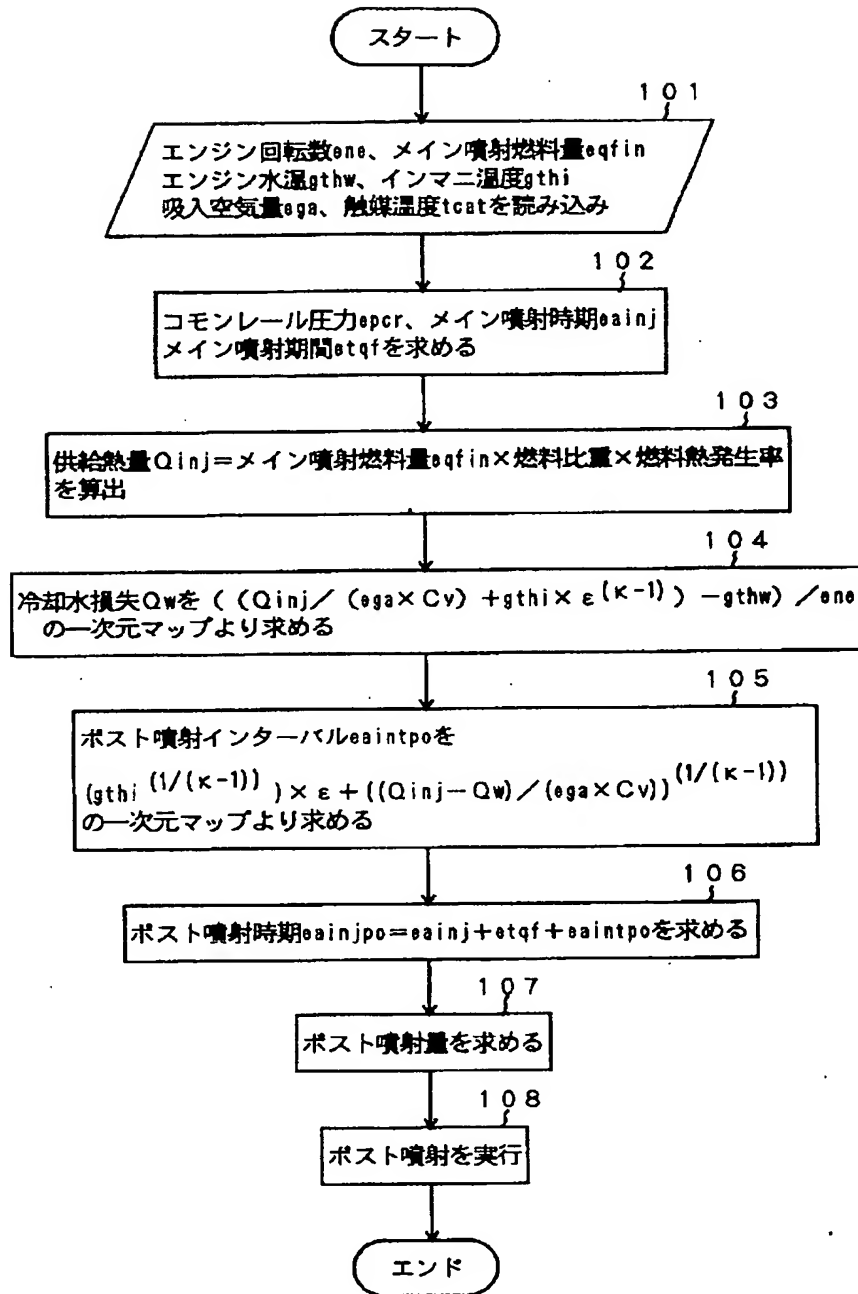 スタート
101
エンジン回転数ene、メイン噴射燃料量eqfin
エンジン水温gthw、インマニ温度gthi
吸入空気量ega、触媒温度tcatを読み込み
102
コモンレール圧力epcr、メイン噴射時期eainj
メイン噴射期間etqfを求める
103
供給熱量Qinj=メイン噴射燃料量eqfin×燃料比重×燃料熱発生率
を算出
104
冷却水損失Qwを((Qinj/(ega×Cv)+gthi×ε^(κ-1))-gthw)/ene
の一次元マップより求める
105
ポスト噴射インターバルeaintpoを
(gthi^(1/(κ-1)))×ε+((Qinj-Qw)/(ega×Cv))^(1/(κ-1))
の一次元マップより求める
106
ポスト噴射時期eainjpo=eainj+etqf+eaintpoを求める
107
ポスト噴射量を求める
108
ポスト噴射を実行
エンド